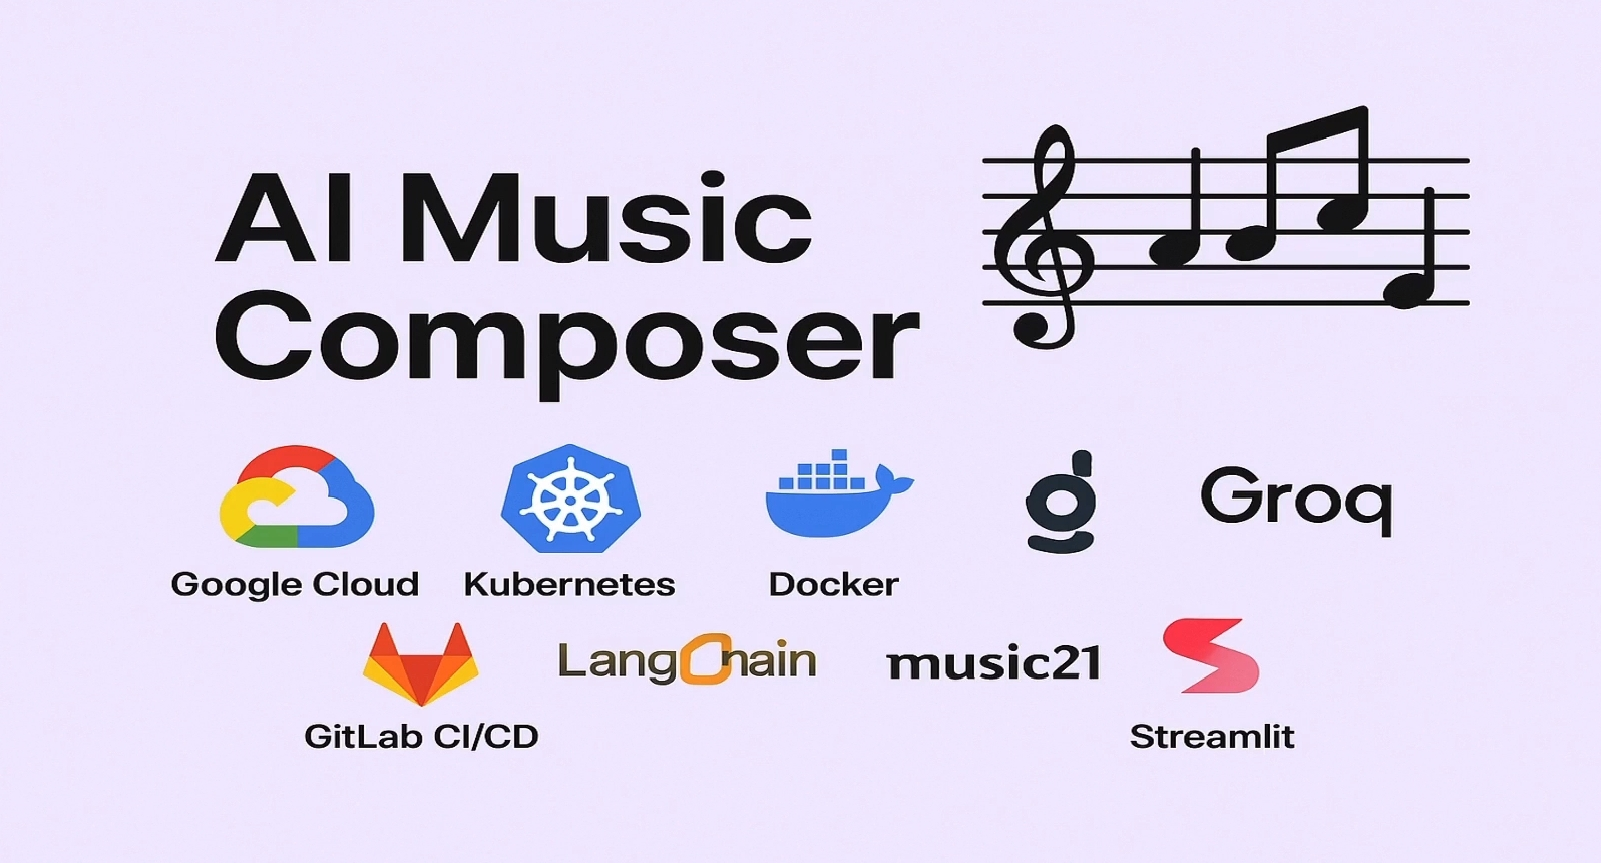 AI Music
Composer
Google Cloud
Kubernetes
Docker
g
Groq
GitLab CI/CD
LangChain
music21
Streamlit